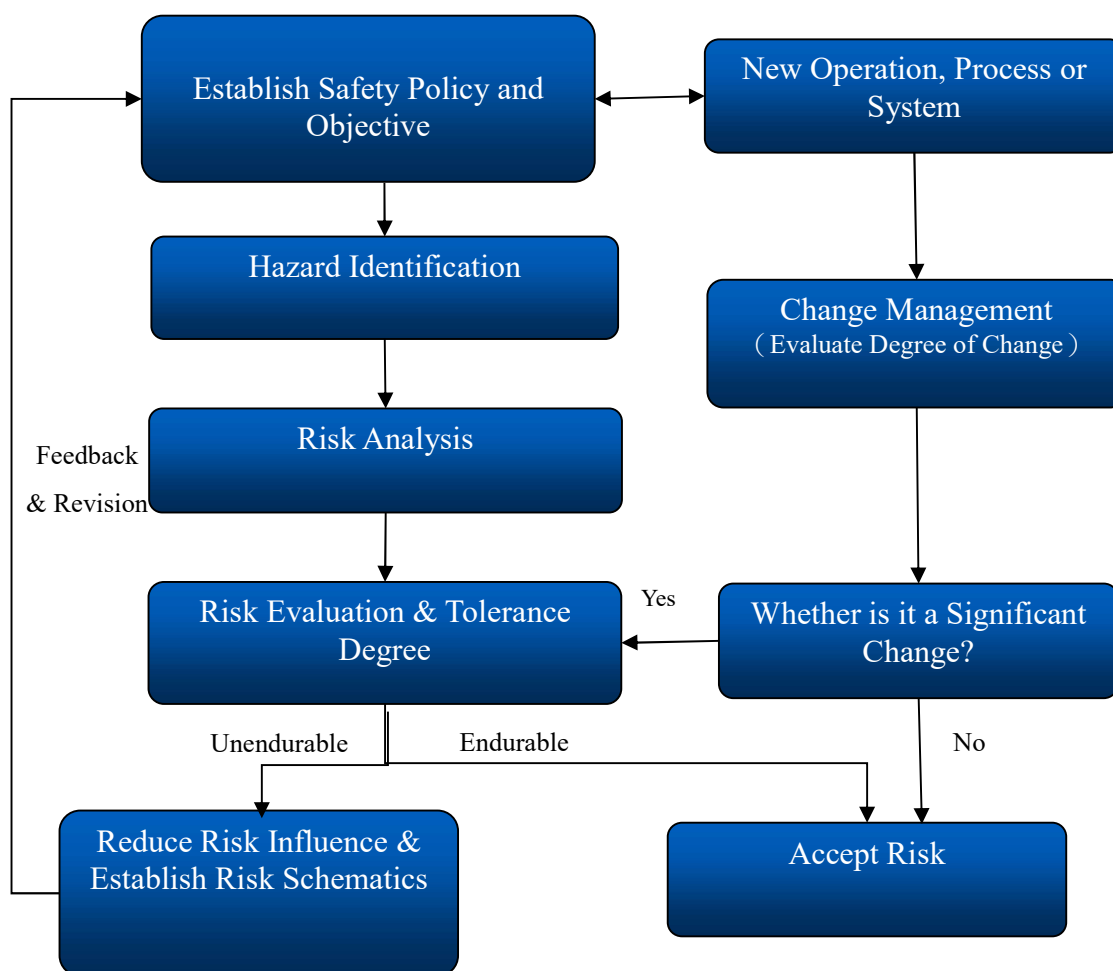 Establish Safety Policy and
Objective
New Operation, Process or
System
Hazard Identification
Change Management
（Evaluate Degree of Change）
Risk Analysis
Feedback
& Revision
Risk Evaluation & Tolerance
Degree
Yes
Whether is it a Significant
Change?
Unendurable
Endurable
No
Reduce Risk Influence &
Establish Risk Schematics
Accept Risk